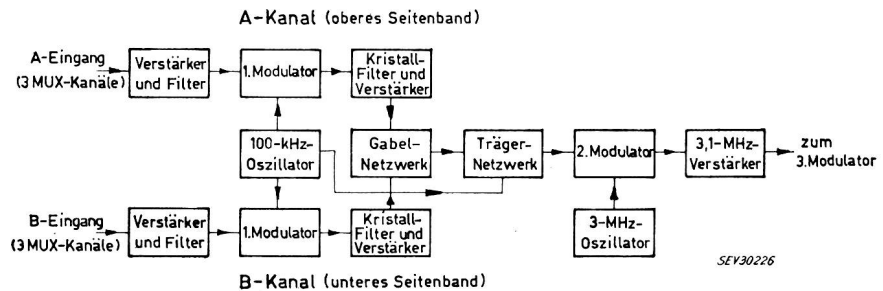 A-Kanal (oberes Seitenband)
A-Eingang
(3 MUX-Kanäle)
Verstärker
und Filter
1.Modulator
Kristall-
Filter und
Verstärker
100-kHz-
Oszillator
Gabel-
Netzwerk
Träger-
Netzwerk
2.Modulator
3,1-MHz-
Verstärker
zum
3.Modulator
B-Eingang
(3 MUX-Kanäle)
Verstärker
und Filter
1.Modulator
Kristall-
Filter und
Verstärker
3-MHz-
Oszillator
SEV30226
B-Kanal (unteres Seitenband)